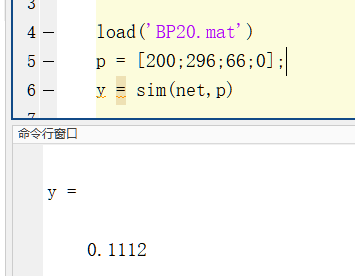 3
4 — load('BP20.mat')
5 — p = [200;296;66;0];
6 — y = sim(net,p)
命令行窗口
y =
0.1112